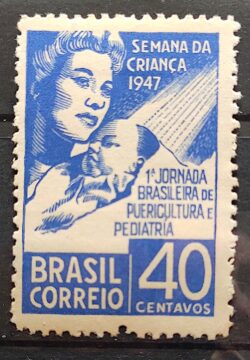 SEMANA DA
CRIANÇA
1947
1ª JORNADA
BRASILEIRA DE
PUERICULTURA E
PEDIATRIA
BRASIL
CORREIO
40
CENTAVOS